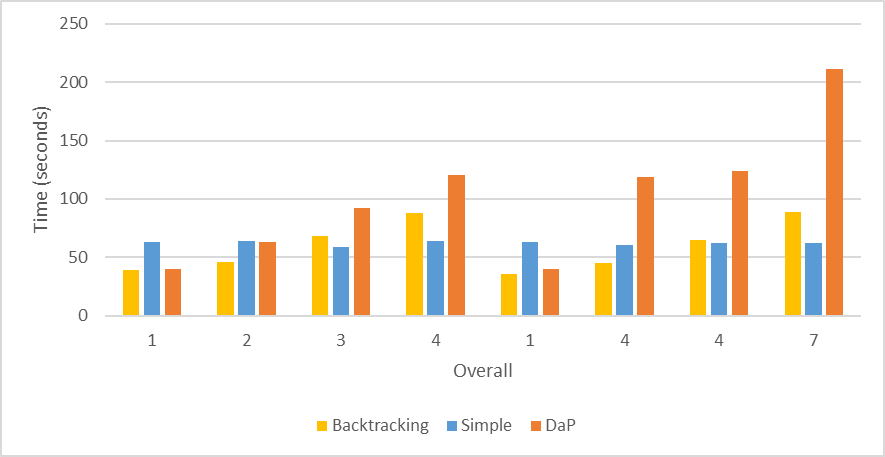 250
200
150
100
50
0
Time (seconds)
1 2 3 4 1 4 4 7
Overall
Backtracking Simple DaP